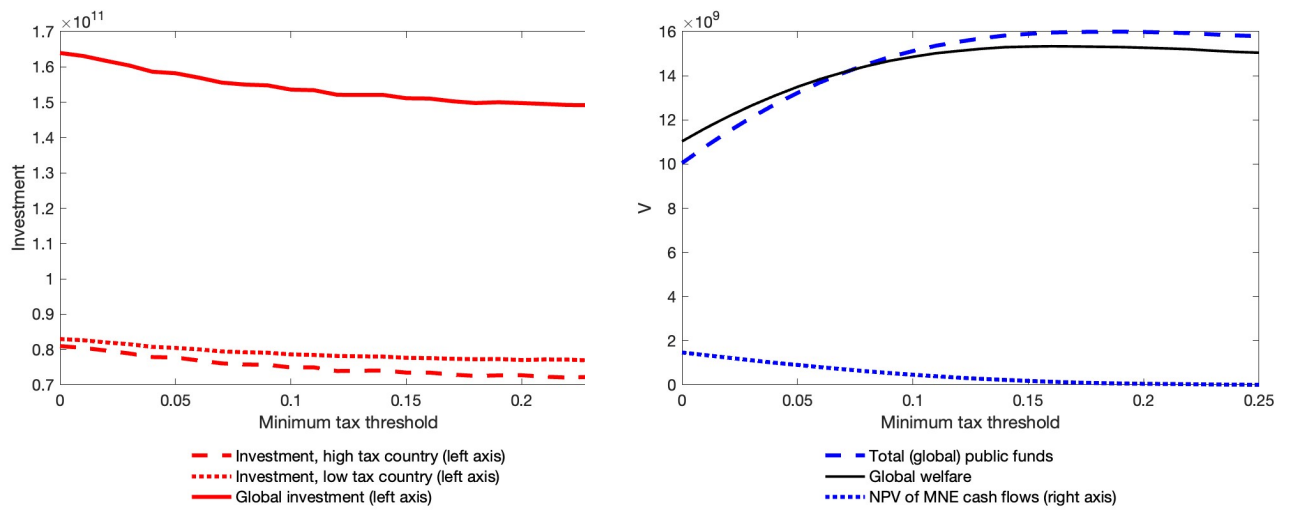 ×10¹¹
1.7
1.6
1.5
1.4
1.3
1.2
1.1
1
0.9
0.8
0.7
Investment
0 0.05 0.1 0.15 0.2
Minimum tax threshold
Investment, high tax country (left axis)
Investment, low tax country (left axis)
Global investment (left axis)
×10⁹
16
14
12
10
8
6
4
2
0
V
0 0.05 0.1 0.15 0.2 0.25
Minimum tax threshold
Total (global) public funds
Global welfare
NPV of MNE cash flows (right axis)